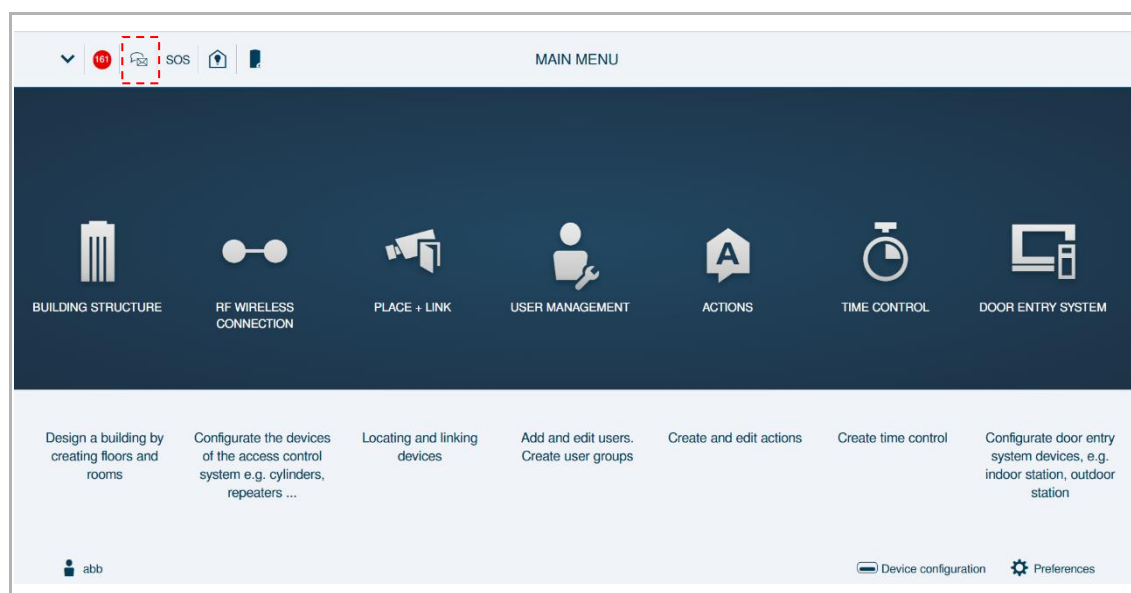 161
SOS
MAIN MENU
A
BUILDING STRUCTURE
RF WIRELESS
CONNECTION
PLACE + LINK
USER MANAGEMENT
ACTIONS
TIME CONTROL
DOOR ENTRY SYSTEM
Design a building by
creating floors and
rooms
Configurate the devices
of the access control
system e.g. cylinders,
repeaters ...
Locating and linking
devices
Add and edit users.
Create user groups
Create and edit actions
Create time control
Configurate door entry
system devices, e.g.
indoor station, outdoor
station
abb
Device configuration
Preferences